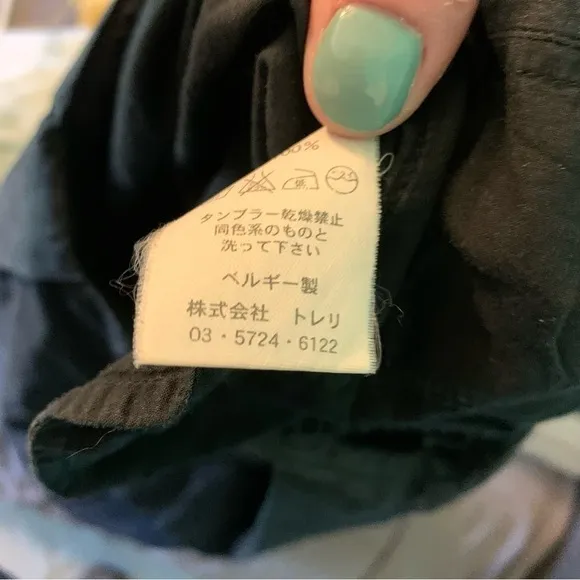 00%
タンブラー乾燥禁止
同色系のものと
洗って下さい
ベルギー製
株式会社 トレリ
03・5724・6122